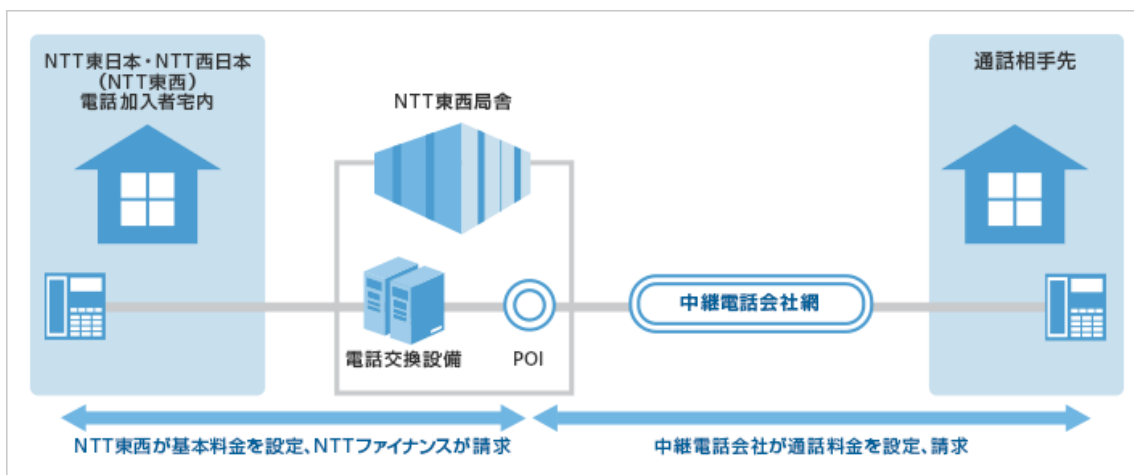 NTT東日本・NTT西日本
（NTT東西）
電話加入者宅内
通話相手先
NTT東西局舎
中継電話会社網
電話交換設備
POI
NTT東西が基本料金を設定、NTTファイナンスが請求
中継電話会社が通話料金を設定、請求